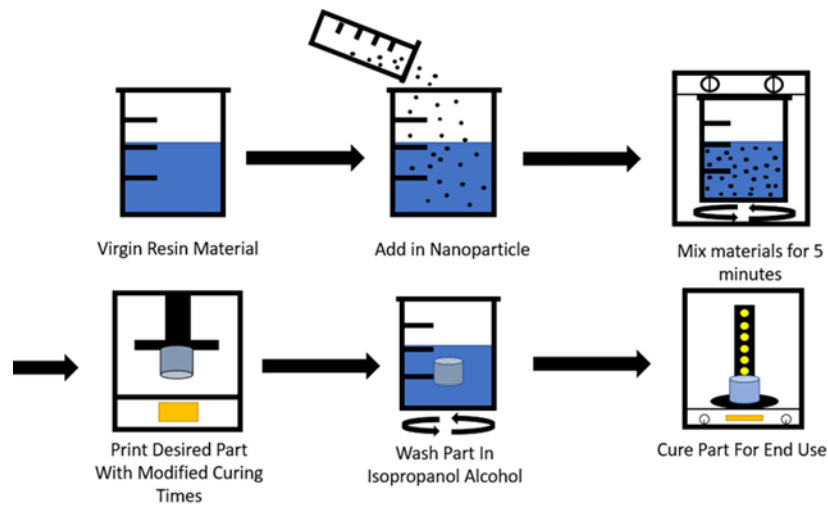 Virgin Resin Material
Add in Nanoparticle
Mix materials for 5
minutes
Print Desired Part
With Modified Curing
Times
Wash Part In
Isopropanol Alcohol
Cure Part For End Use